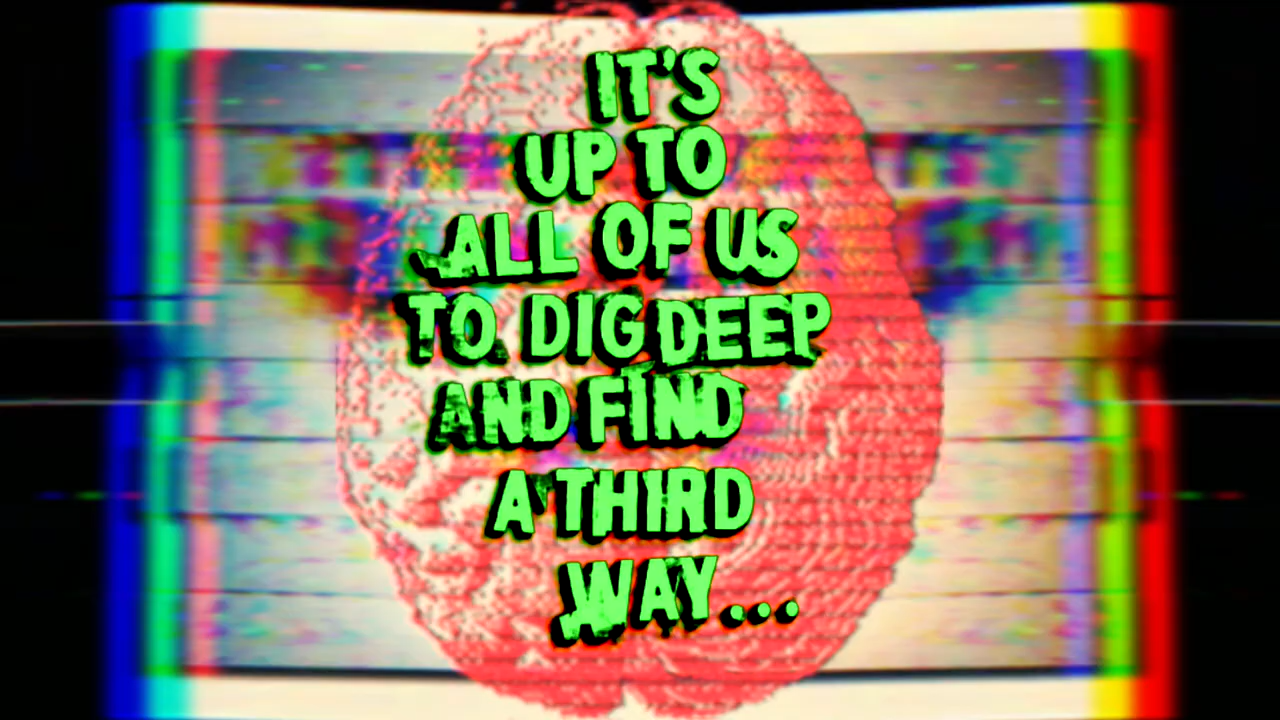 IT'S
UP TO
ALL OF US
TO DIG DEEP
AND FIND
A THIRD
WAY...